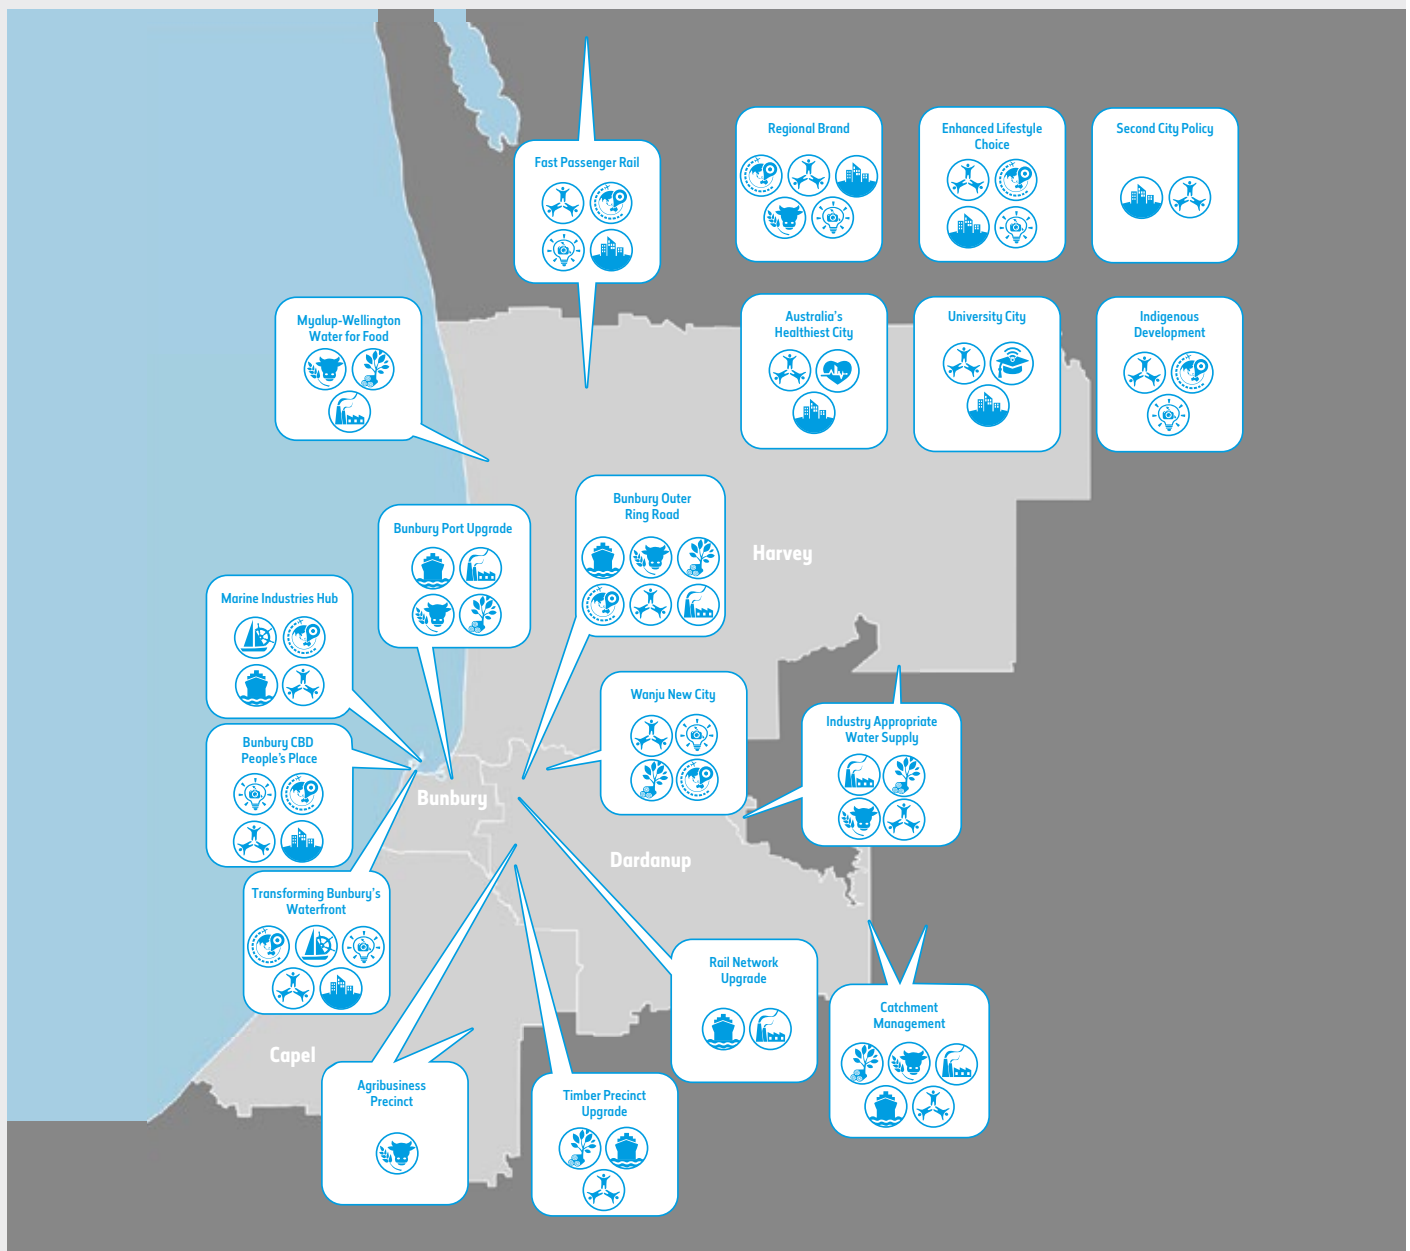 Regional Brand
Enhanced Lifestyle
Choice
Second City Policy
Fast Passenger Rail
Myalup-Wellington
Water for Food
Australia's
Healthiest City
University City
Indigenous
Development
Bunbury Outer
Ring Road
Bunbury Port Upgrade
Harvey
Marine Industries Hub
Wanju New City
Industry Appropriate
Water Supply
Bunbury CBD
People's Place
Bunbury
Dardanup
Transforming Bunbury's
Waterfront
Rail Network
Upgrade
Catchment
Management
Capel
Agribusiness
Precinct
Timber Precinct
Upgrade